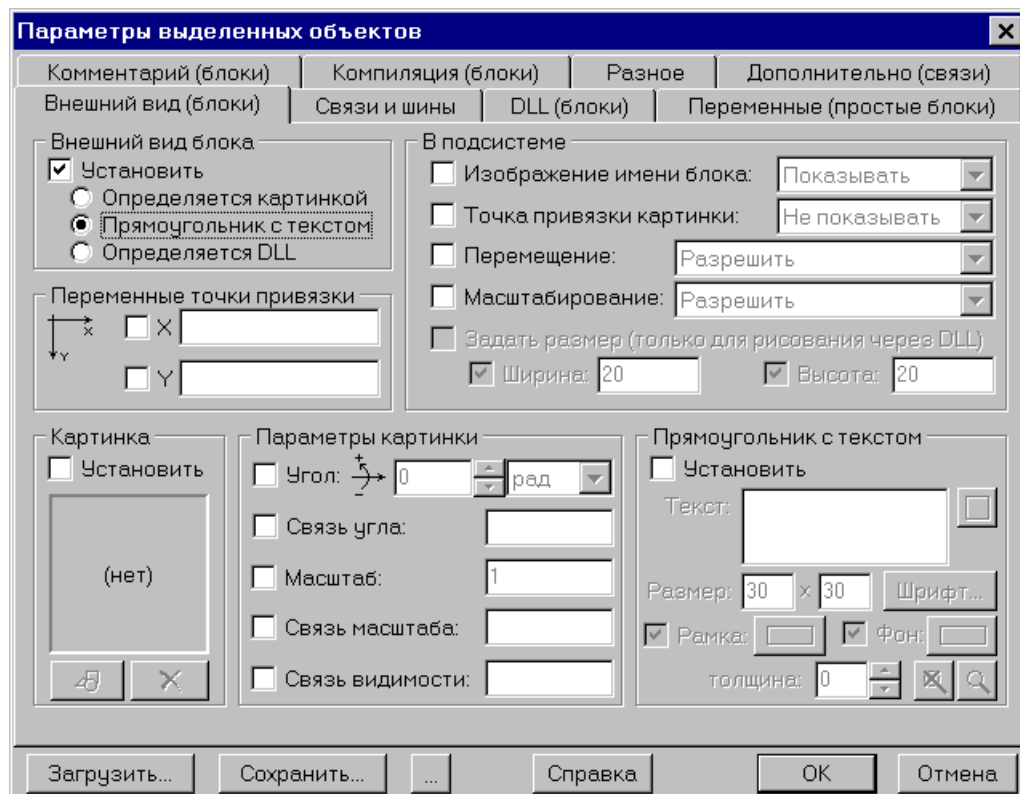 Параметры выделенных объектов
Комментарий (блоки) Компиляция (блоки) Разное Дополнительно (связи)
Внешний вид (блоки) Связи и шины DLL (блоки) Переменные (простые блоки)
Внешний вид блока
Установить
Определяется картинкой
Прямоугольник с текстом
Определяется DLL
В подсистеме
Изображение имени блока: Показывать
Точка привязки картинки: Не показывать
Перемещение: Разрешить
Масштабирование: Разрешить
Задать размер (только для рисования через DLL)
Ширина: 20 Высота: 20
Переменные точки привязки
X
x
Y
Y
Картинка
Установить
(нет)
Параметры картинки
Угол: + - 0 рад
Связь угла:
Масштаб: 1
Связь масштаба:
Связь видимости:
Прямоугольник с текстом
Установить
Текст:
Размер: 30 x 30 Шрифт...
Рамка: Фон:
толщина: 0
Загрузить... Сохранить... ... Справка OK Отмена